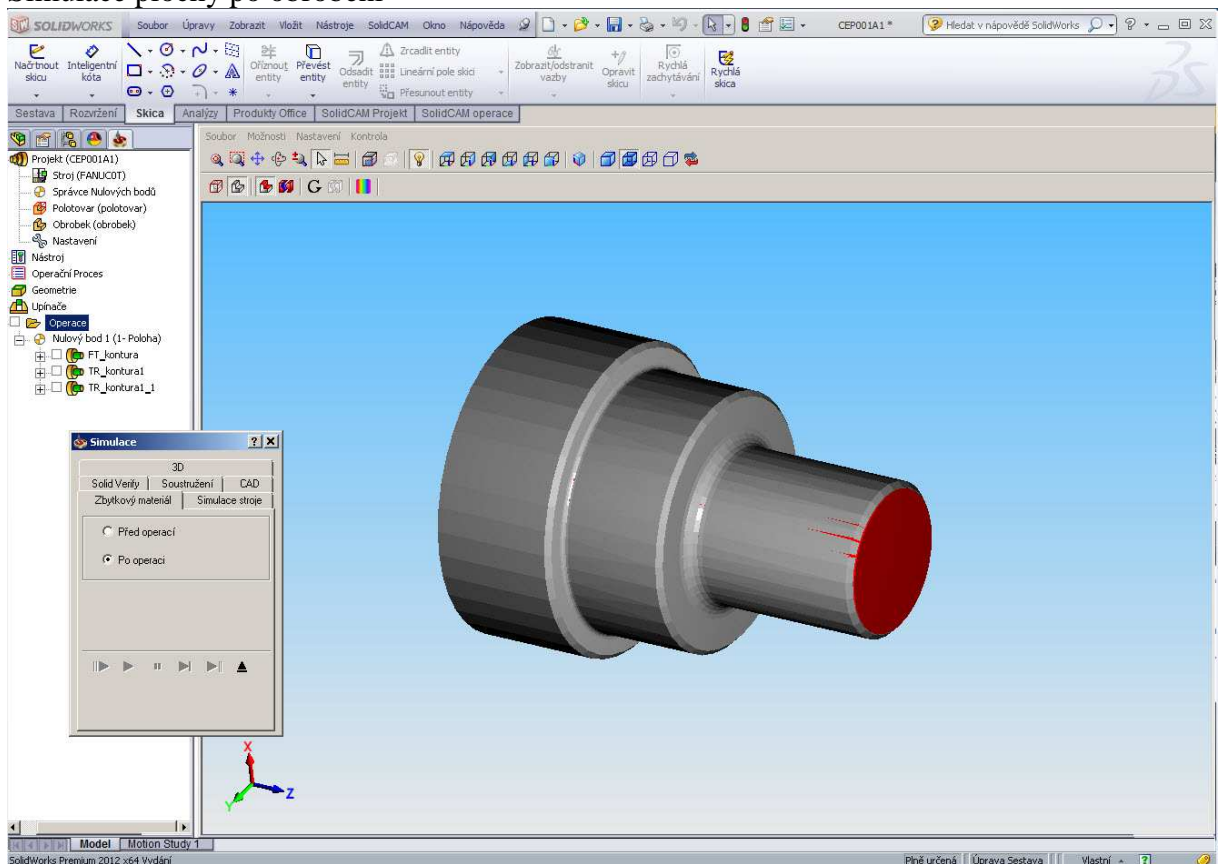 Simulace plochy po obrobení
SOLIDWORKS Soubor Úpravy Zobrazit Vložit Nástroje SolidCAM Okno Nápověda CEP001A1 * Hledat v nápovědě SolidWorks
Načrtnout skicu
Inteligentní kóta
Oříznout entity
Převést entity
Odsadit entity
Zrcadlit entity
Lineární pole skici
Přesunout entity
Zobrazit/odstranit vazby
Opravit skicu
Rychlá zachytávání
Rychlá skica
Sestava Rozvržení Skica Analýzy Produkty Office SolidCAM Projekt SolidCAM operace
Soubor Možnosti Nastavení Kontrola
G
Projekt (CEP001A1)
Stroj (FANUC0T)
Správce Nulových bodů
Polotovar (polotovar)
Obrobek (obrobek)
Nastavení
Nástroj
Operační Proces
Geometrie
Upínače
Operace
Nulový bod 1 (1- Poloha)
FT_kontura
TR_kontura1
TR_kontura1_1
Simulace
3D
Solid Verify Soustružení CAD
Zbytkový materiál Simulace stroje
Před operací
Po operaci
X
Y
Z
Model Motion Study 1
SolidWorks Premium 2012 x64 Vydání Plně určená Úprava Sestava Vlastní